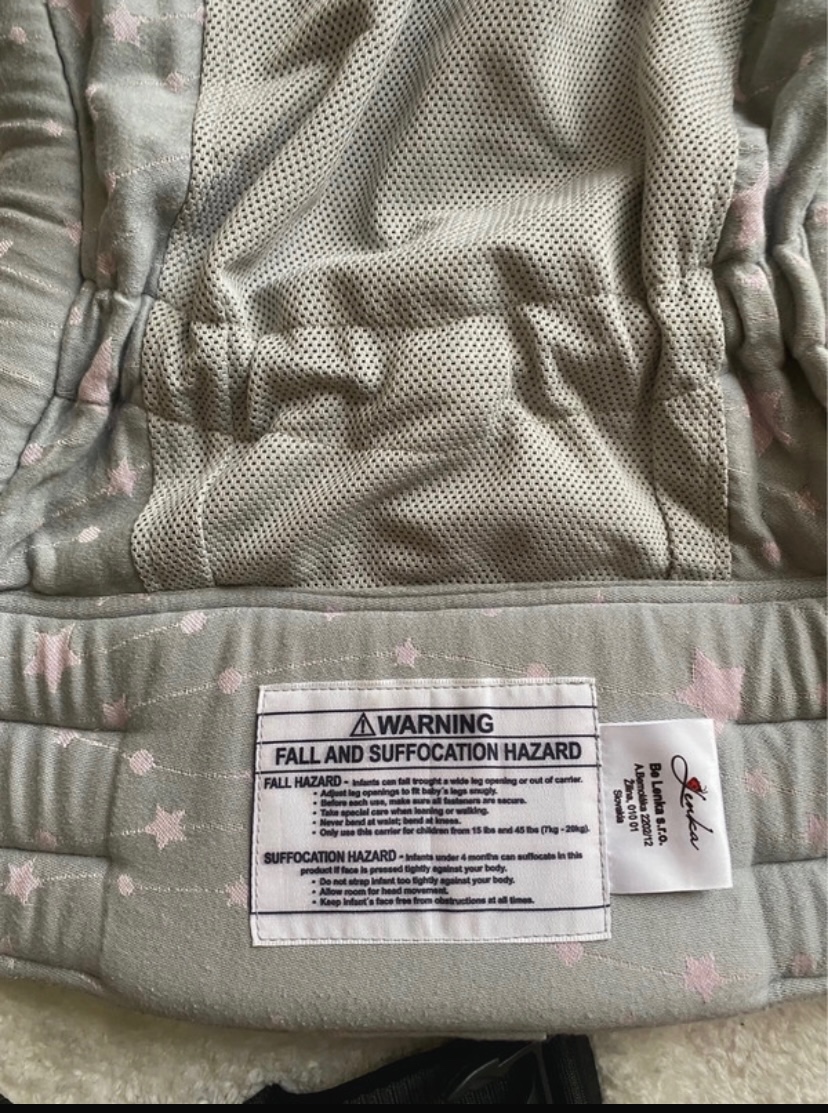 ⚠WARNING
FALL AND SUFFOCATION HAZARD
FALL HAZARD - Infants can fall trought a wide leg opening or out of carrier.
• Adjust leg openings to fit baby´s legs snugly.
• Before each use, make sure all fasteners are secure.
• Take special care when leaning or walking.
• Never bend at waist; bend at knees.
• Only use this carrier for children from 15 lbs and 45 lbs (7kg - 20kg).
SUFFOCATION HAZARD - Infants under 4 months can suffocate in this
product if face is pressed tightly against your body.
• Do not strap infant too tightly against your body.
• Allow room for head movement.
• Keep infant´s face free from obstructions at all times.
Lenka
Be Lenka s.r.o.
A.Bernoláka 2202/12
Žilina, 010 01
Slovakia